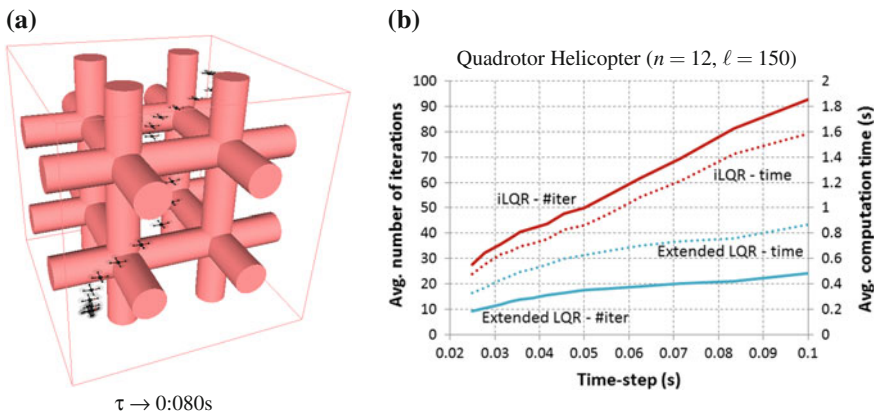 (a)
τ → 0:080s
(b)
Quadrotor Helicopter (n = 12, ℓ = 150)
Avg. number of iterations
100
90
80
70
60
50
40
30
20
10
0
iLQR - #iter
iLQR - time
Extended LQR - time
Extended LQR - #iter
2
1.8
1.6
1.4
1.2
1
0.8
0.6
0.4
0.2
0
Avg. computation time (s)
0.02 0.03 0.04 0.05 0.06 0.07 0.08 0.09 0.1
Time-step (s)